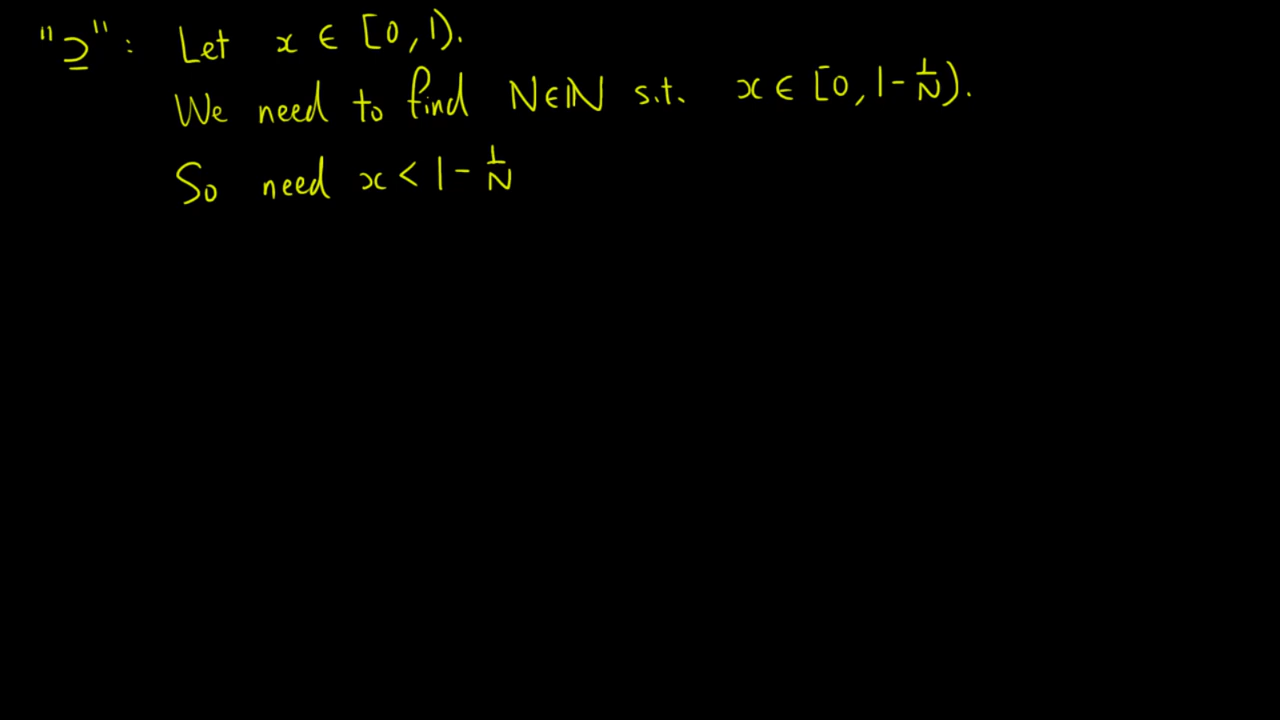 "⊇": Let x ∈ [0, 1).
We need to find N∈ℕ s.t. x ∈ [0, 1 - 1/N).
So need x < 1 - 1/N